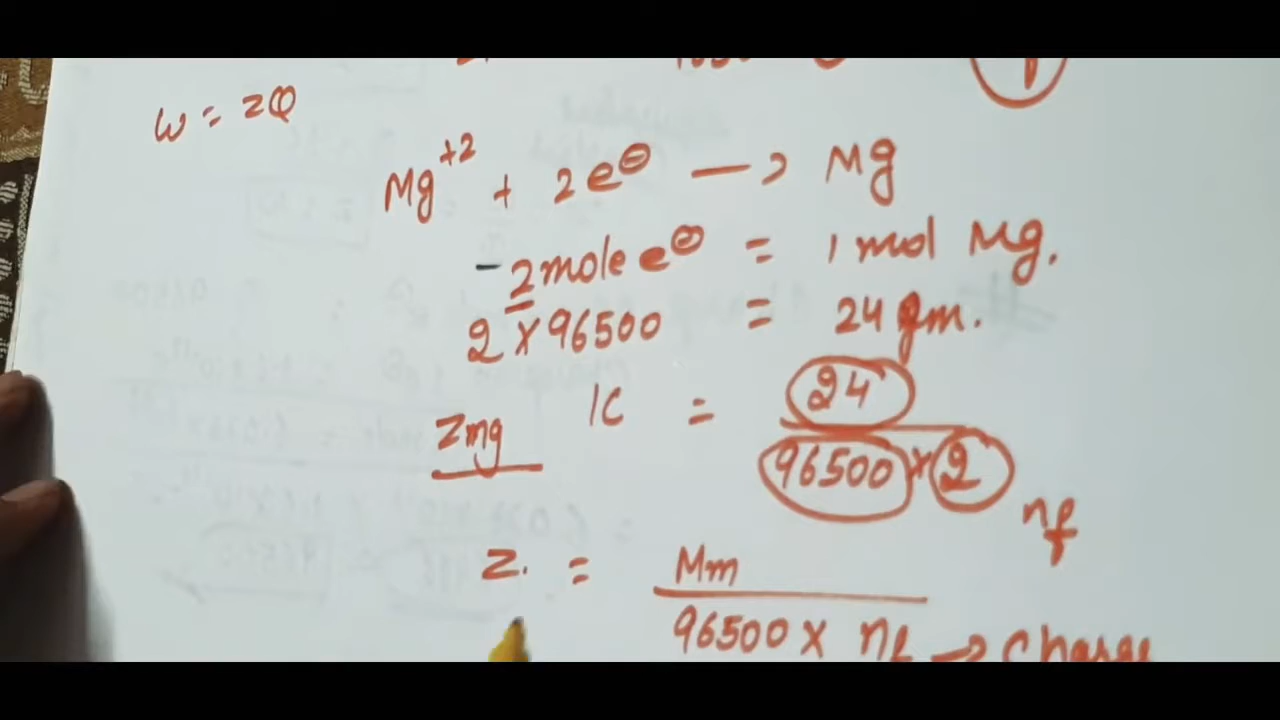 w = ZQ
Mg+2 + 2e⊖ → Mg
2 mole e⊖ = 1 mol Mg.
2 × 96500 = 24 gm.
Zmg 1C = 24
96500 × 2 nf
Z. = Mm
96500 × nf → charge